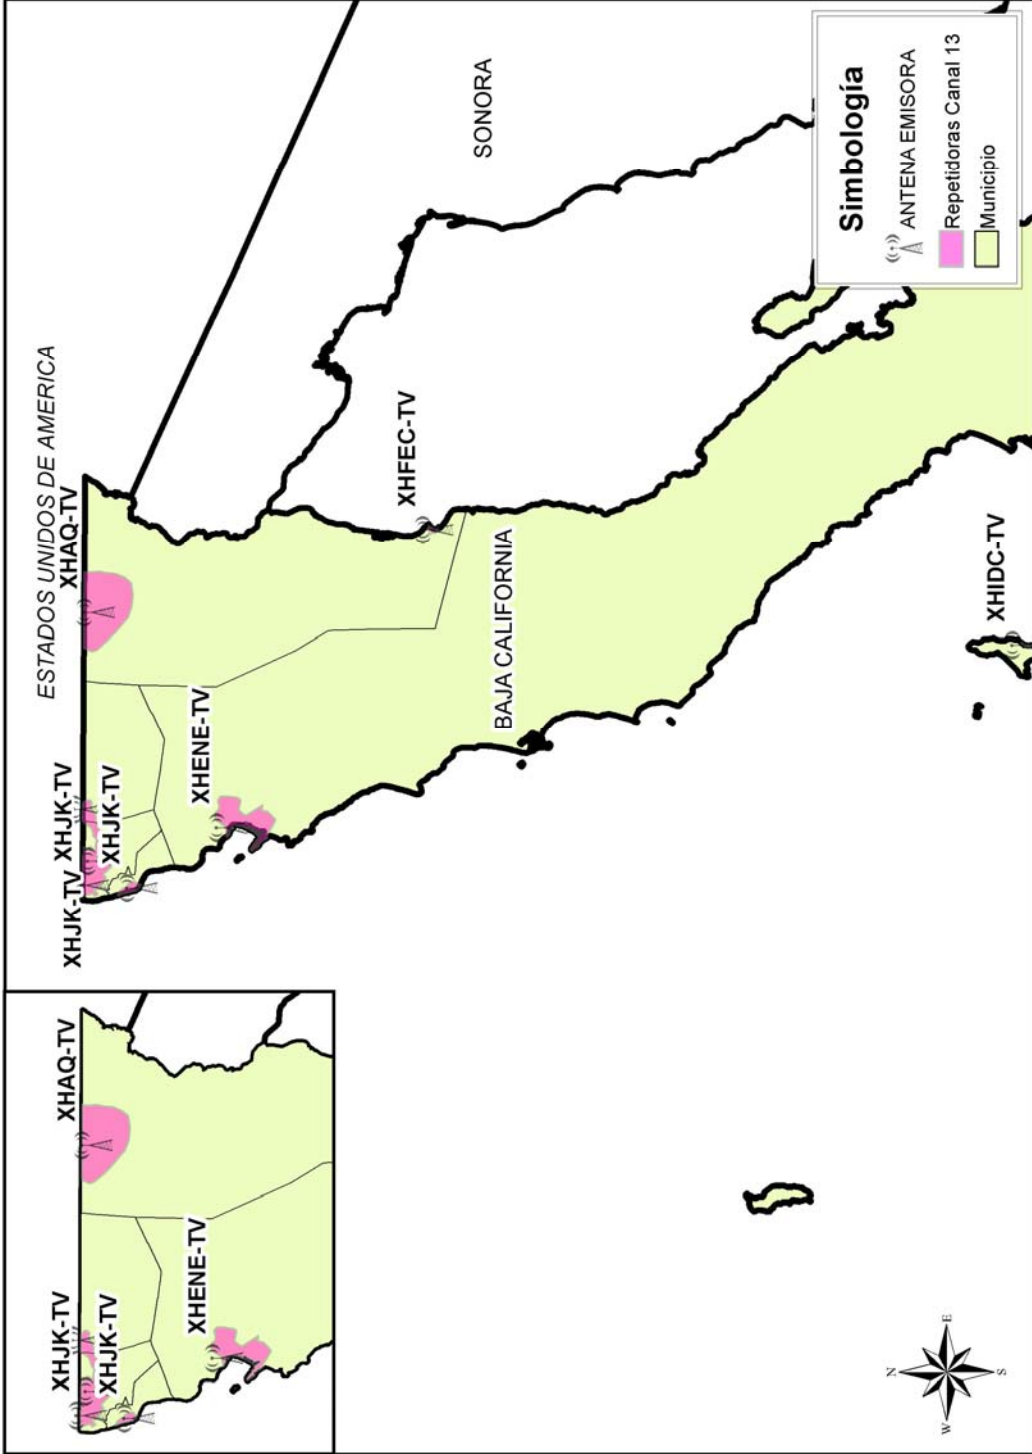 ESTADOS UNIDOS DE AMERICA
XHAQ-TV
XHJK-TV
XHJK-TV
XHJK-TV
XHENE-TV
XHFEC-TV
SONORA
BAJA CALIFORNIA
XHIDC-TV
XHAQ-TV
XHJK-TV
XHJK-TV
XHENE-TV
Simbología
ANTENA EMISORA
Repetidoras Canal 13
Municipio
N
W
E
S